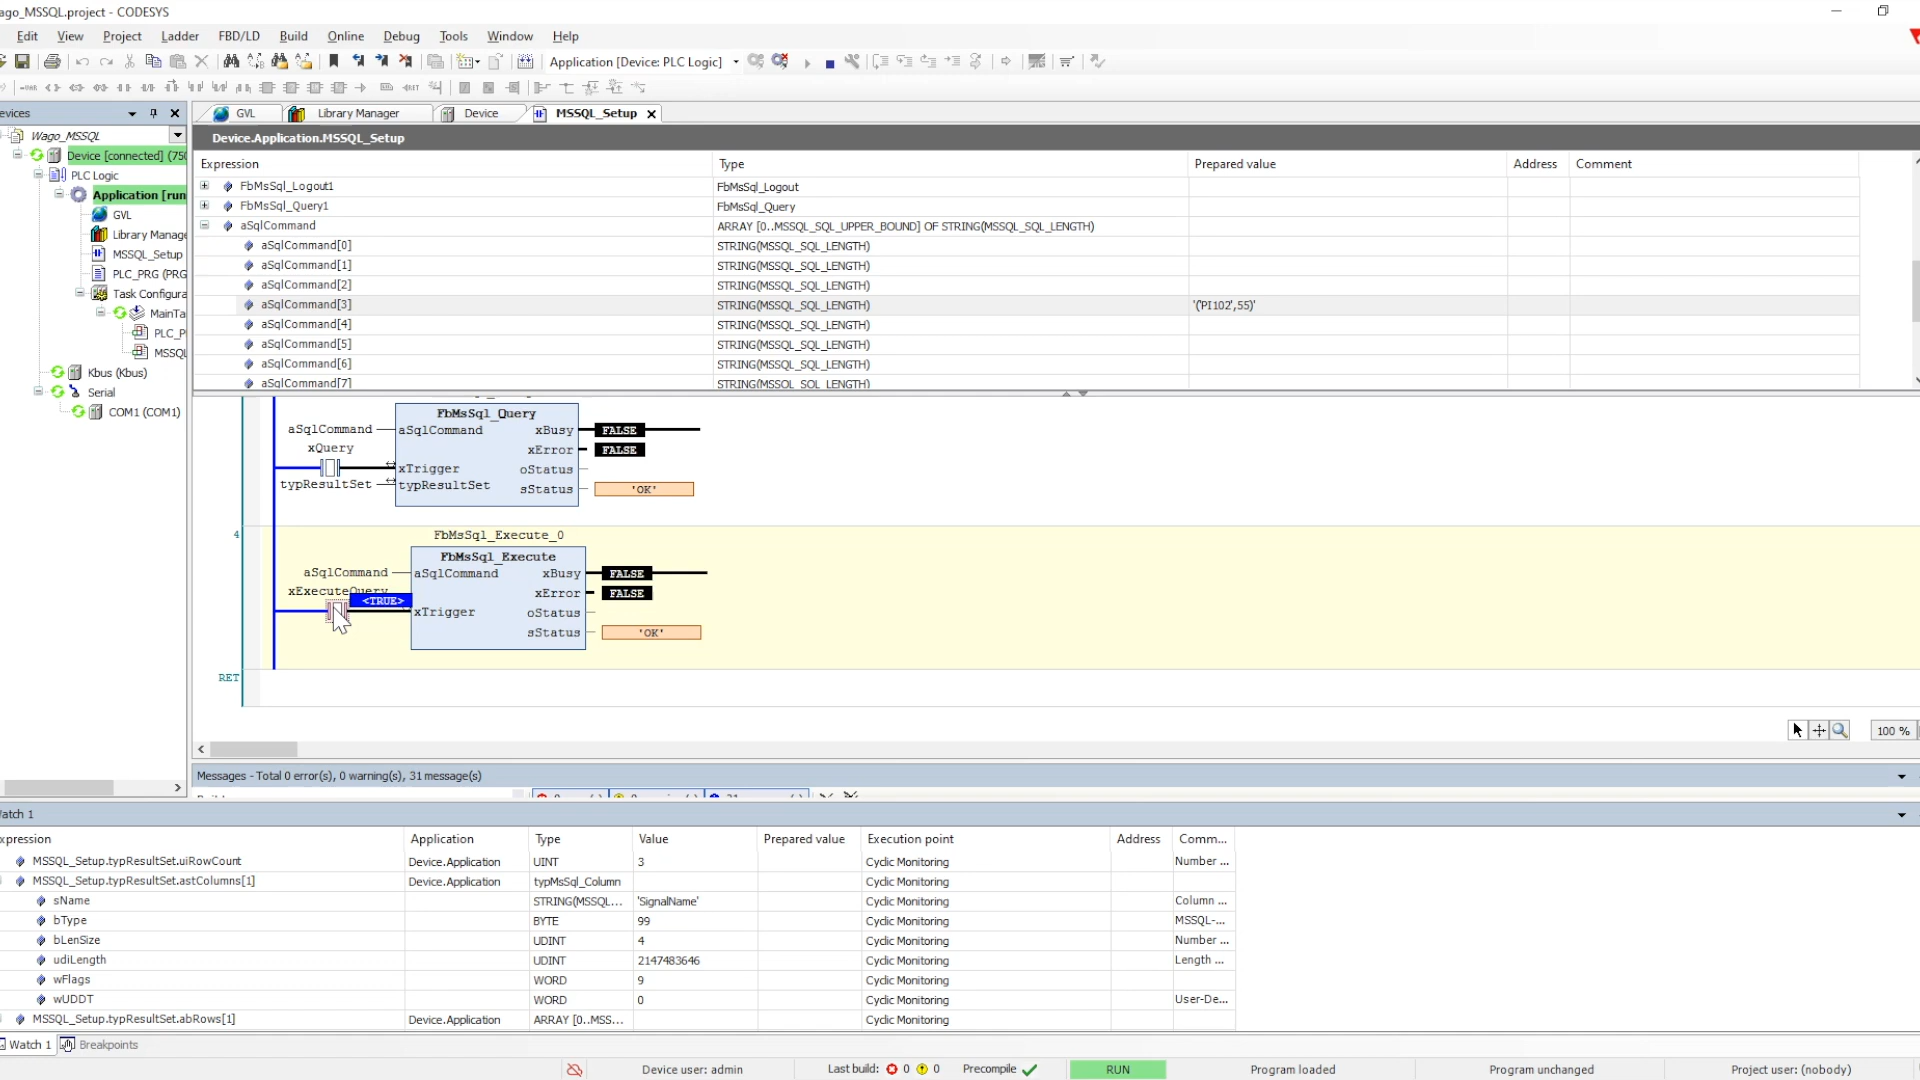 ago_MSSQL.project - CODESYS
Edit View Project Ladder FBD/LD Build Online Debug Tools Window Help
Application [Device: PLC Logic]
evices
GVL Library Manager Device MSSQL_Setup
Wago_MSSQL
Device [connected] (750
PLC Logic
Application [run
GVL
Library Manage
MSSQL_Setup
PLC_PRG (PRG
Task Configura
MainTa
PLC_P
MSSQL
Kbus (Kbus)
Serial
COM1 (COM1)
Device.Application.MSSQL_Setup
Expression Type Prepared value Address Comment
FbMsSql_Logout1 FbMsSql_Logout
FbMsSql_Query1 FbMsSql_Query
aSqlCommand ARRAY [0..MSSQL_SQL_UPPER_BOUND] OF STRING(MSSQL_SQL_LENGTH)
aSqlCommand[0] STRING(MSSQL_SQL_LENGTH)
aSqlCommand[1] STRING(MSSQL_SQL_LENGTH)
aSqlCommand[2] STRING(MSSQL_SQL_LENGTH)
aSqlCommand[3] STRING(MSSQL_SQL_LENGTH) '('PI102',55)'
aSqlCommand[4] STRING(MSSQL_SQL_LENGTH)
aSqlCommand[5] STRING(MSSQL_SQL_LENGTH)
aSqlCommand[6] STRING(MSSQL_SQL_LENGTH)
aSqlCommand[7] STRING(MSSQL_SQL_LENGTH)
FbMsSql_Query
aSqlCommand aSqlCommand xBusy FALSE
xQuery xError FALSE
xTrigger oStatus
typResultSet typResultSet sStatus 'OK'
4 FbMsSql_Execute_0
FbMsSql_Execute
aSqlCommand aSqlCommand xBusy FALSE
xExecuteQuery xError FALSE
<TRUE> xTrigger oStatus
sStatus 'OK'
RET
100 %
Messages - Total 0 error(s), 0 warning(s), 31 message(s)
atch 1
xpression Application Type Value Prepared value Execution point Address Comm...
MSSQL_Setup.typResultSet.uiRowCount Device.Application UINT 3 Cyclic Monitoring Number ...
MSSQL_Setup.typResultSet.astColumns[1] Device.Application typMsSql_Column Cyclic Monitoring
sName STRING(MSSQL... 'SignalName' Cyclic Monitoring Column ...
bType BYTE 99 Cyclic Monitoring MSSQL-...
bLenSize UDINT 4 Cyclic Monitoring Number ...
udiLength UDINT 2147483646 Cyclic Monitoring Length ...
wFlags WORD 9 Cyclic Monitoring
wUDDT WORD 0 Cyclic Monitoring User-De...
MSSQL_Setup.typResultSet.abRows[1] Device.Application ARRAY [0..MSS... Cyclic Monitoring
Watch 1 Breakpoints
Device user: admin Last build: 0 0 Precompile RUN Program loaded Program unchanged Project user: (nobody)